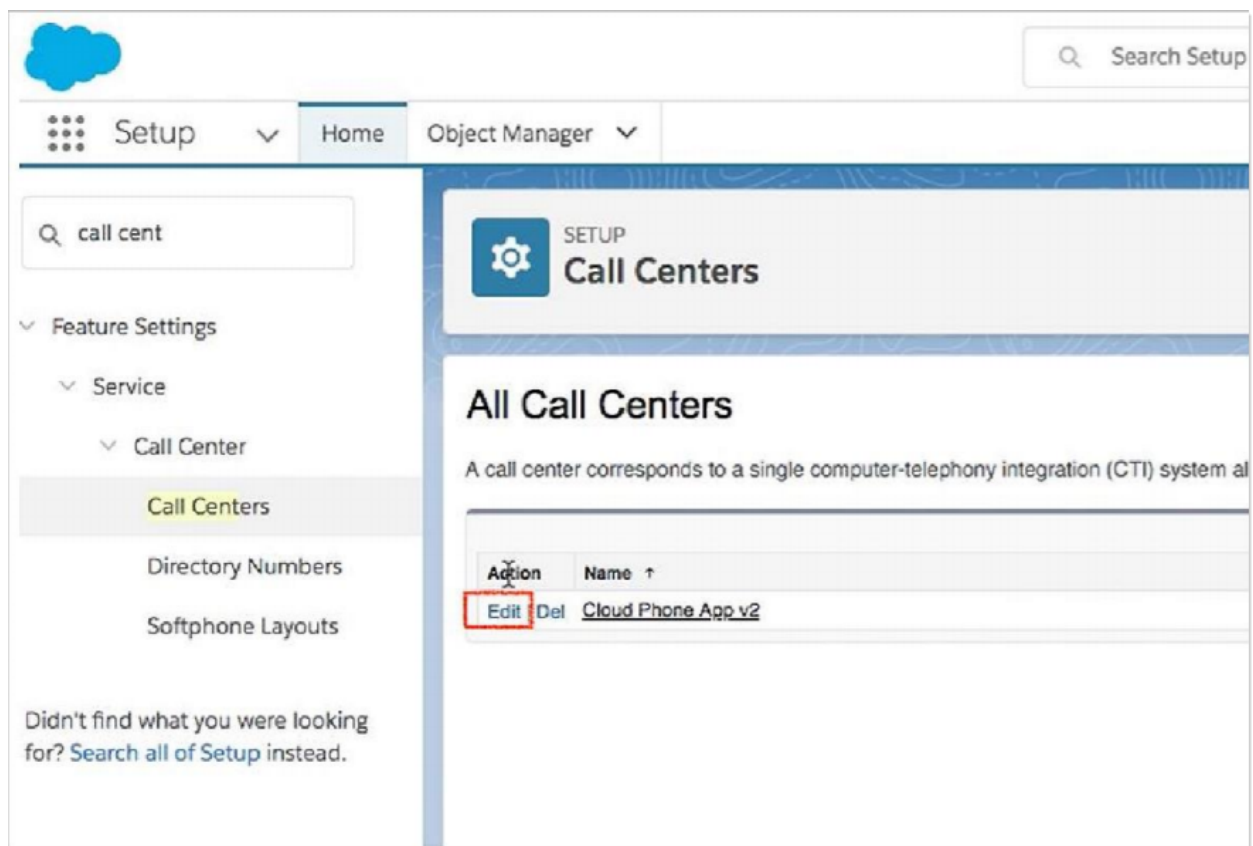 Search Setup
Setup
Home
Object Manager
call cent
SETUP
Call Centers
Feature Settings
Service
Call Center
Call Centers
Directory Numbers
Softphone Layouts
Didn't find what you were looking
for? Search all of Setup instead.
All Call Centers
A call center corresponds to a single computer-telephony integration (CTI) system al
Action Name ↑
Edit Del Cloud Phone App v2